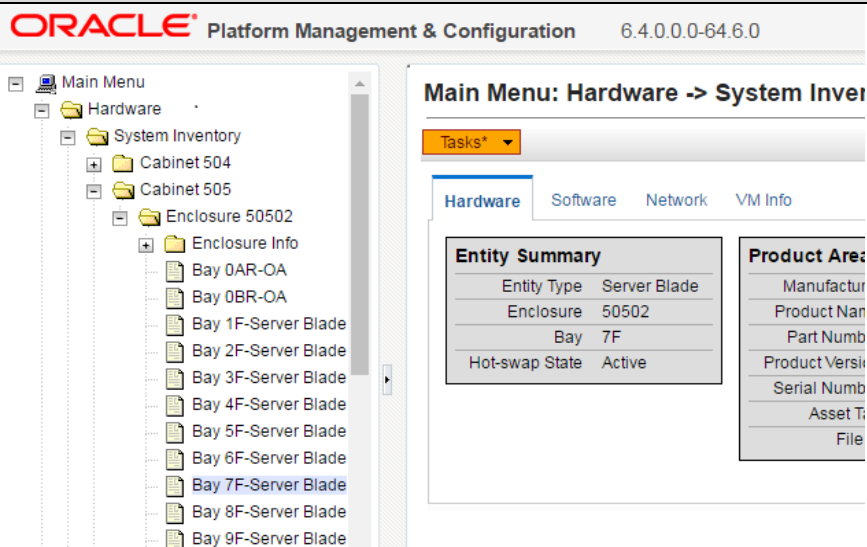 ORACLE® Platform Management & Configuration 6.4.0.0.0-64.6.0
Main Menu
Hardware
System Inventory
Cabinet 504
Cabinet 505
Enclosure 50502
Enclosure Info
Bay 0AR-OA
Bay 0BR-OA
Bay 1F-Server Blade
Bay 2F-Server Blade
Bay 3F-Server Blade
Bay 4F-Server Blade
Bay 5F-Server Blade
Bay 6F-Server Blade
Bay 7F-Server Blade
Bay 8F-Server Blade
Bay 9F-Server Blade
Main Menu: Hardware -> System Inver
Tasks*
Hardware Software Network VM Info
Entity Summary
Entity Type Server Blade
Enclosure 50502
Bay 7F
Hot-swap State Active
Product Area
Manufactur
Product Nam
Part Numb
Product Versio
Serial Numb
Asset Ta
File